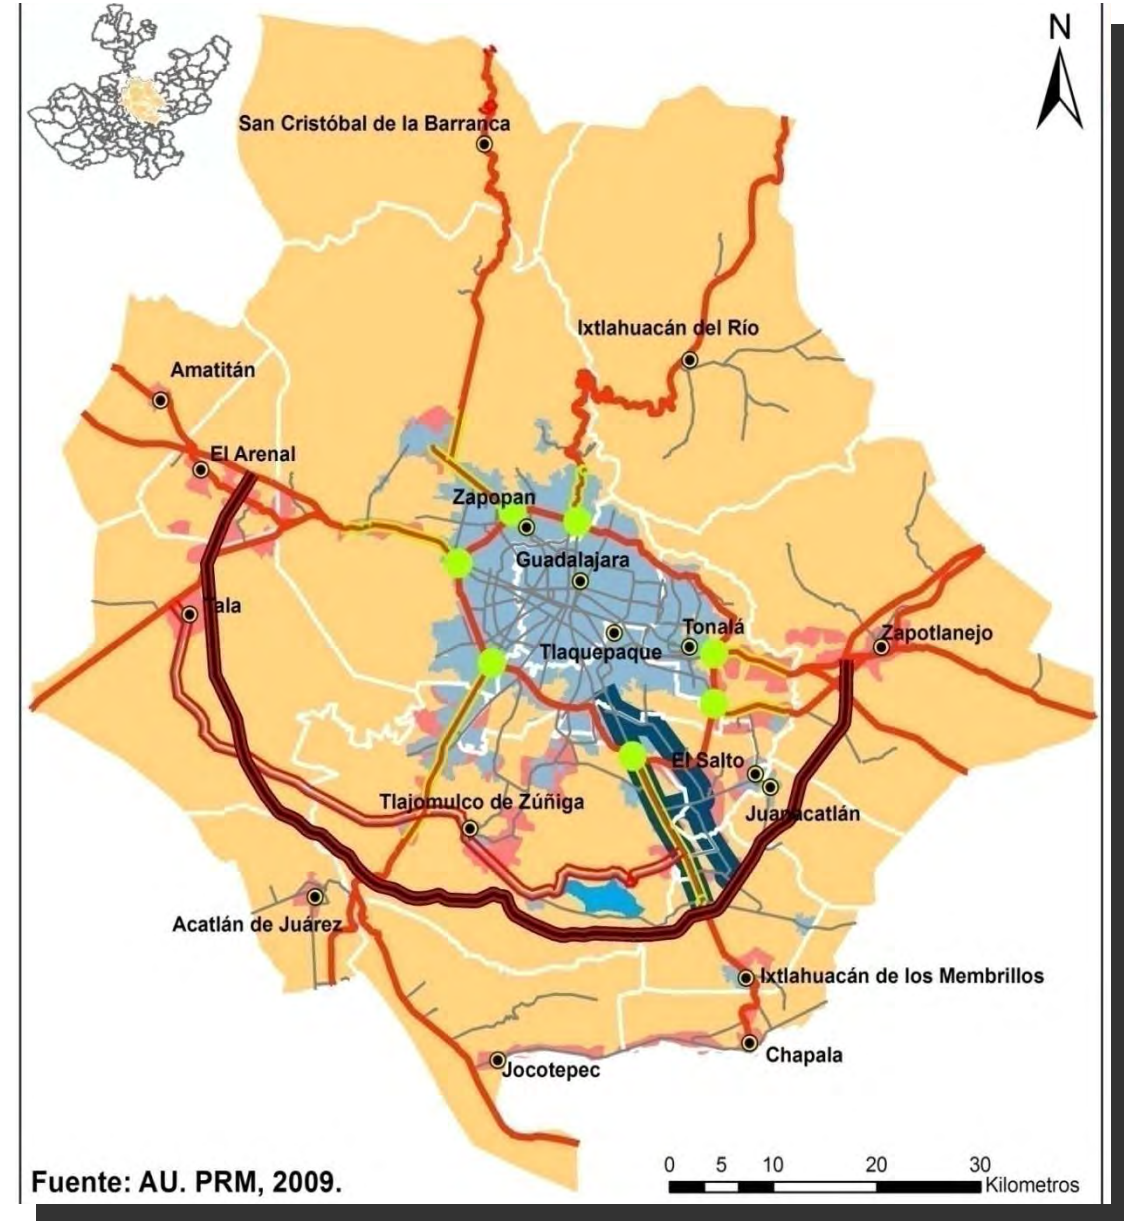 N
San Cristóbal de la Barranca
Ixtlahuacán del Río
Amatitán
El Arenal
Zapopan
Guadalajara
Tala
Tonalá
Tlaquepaque
Zapotlanejo
El Salto
Tlajomulco de Zúñiga
Juanacatlán
Acatlán de Juárez
Ixtlahuacán de los Membrillos
Chapala
Jocotepec
0 5 10 20 30
Kilometros
Fuente: AU. PRM, 2009.